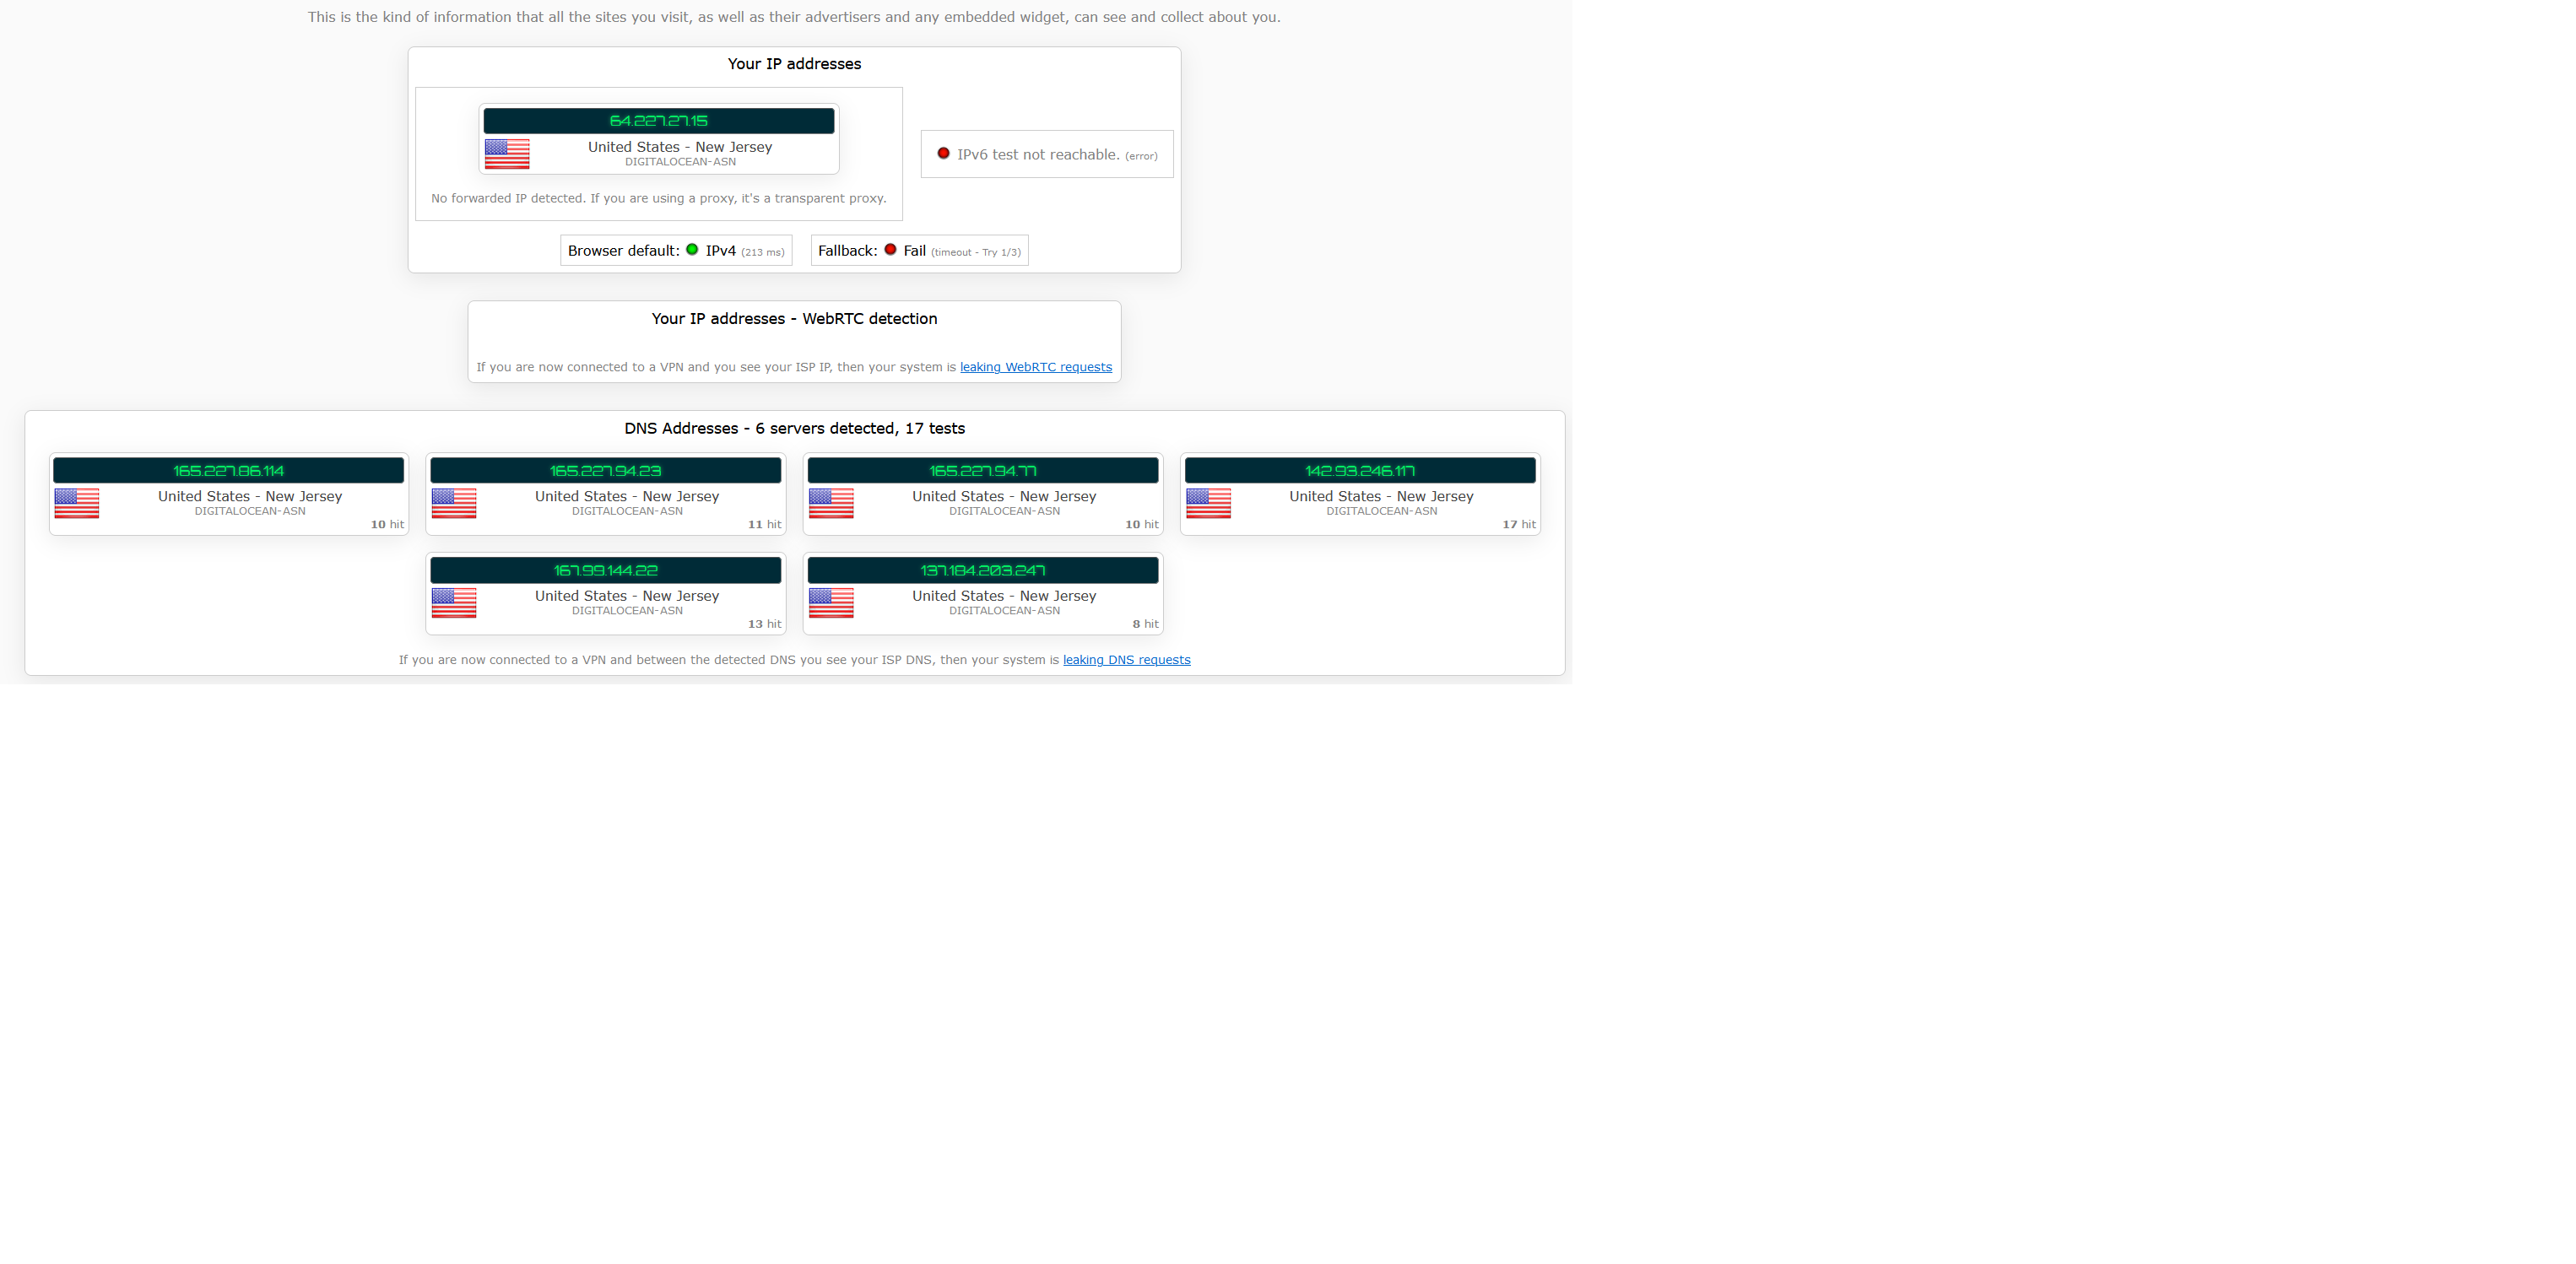 This is the kind of information that all the sites you visit, as well as their advertisers and any embedded widget, can see and collect about you.
Your IP addresses
64.227.27.15
United States - New Jersey
DIGITALOCEAN-ASN
No forwarded IP detected. If you are using a proxy, it's a transparent proxy.
IPv6 test not reachable. (error)
Browser default: IPv4 (213 ms)
Fallback: Fail (timeout - Try 1/3)
Your IP addresses - WebRTC detection
If you are now connected to a VPN and you see your ISP IP, then your system is leaking WebRTC requests
DNS Addresses - 6 servers detected, 17 tests
165.227.86.114
United States - New Jersey
DIGITALOCEAN-ASN
10 hit
165.227.94.23
United States - New Jersey
DIGITALOCEAN-ASN
11 hit
165.227.94.77
United States - New Jersey
DIGITALOCEAN-ASN
10 hit
142.93.246.117
United States - New Jersey
DIGITALOCEAN-ASN
17 hit
167.99.144.22
United States - New Jersey
DIGITALOCEAN-ASN
13 hit
137.184.203.247
United States - New Jersey
DIGITALOCEAN-ASN
8 hit
If you are now connected to a VPN and between the detected DNS you see your ISP DNS, then your system is leaking DNS requests